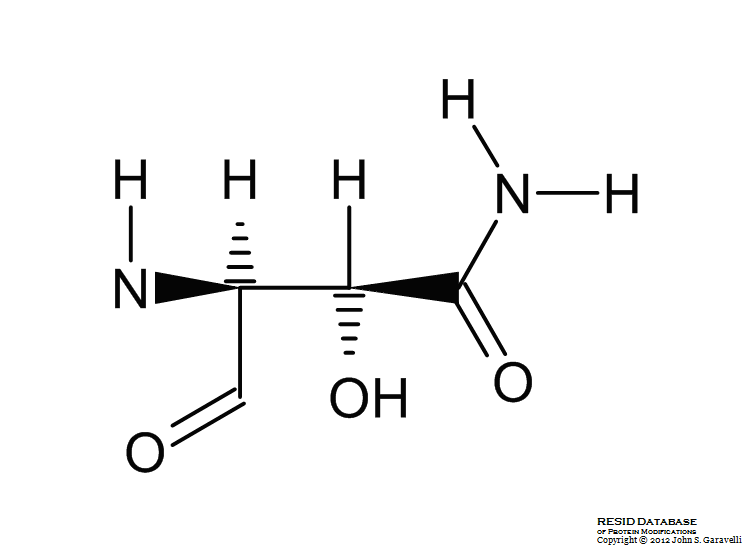 H
H H H
N H
N
O
OH
O
RESID DATABASE
OF PROTEIN MODIFICATIONS
Copyright © 2012 John S. Garavelli